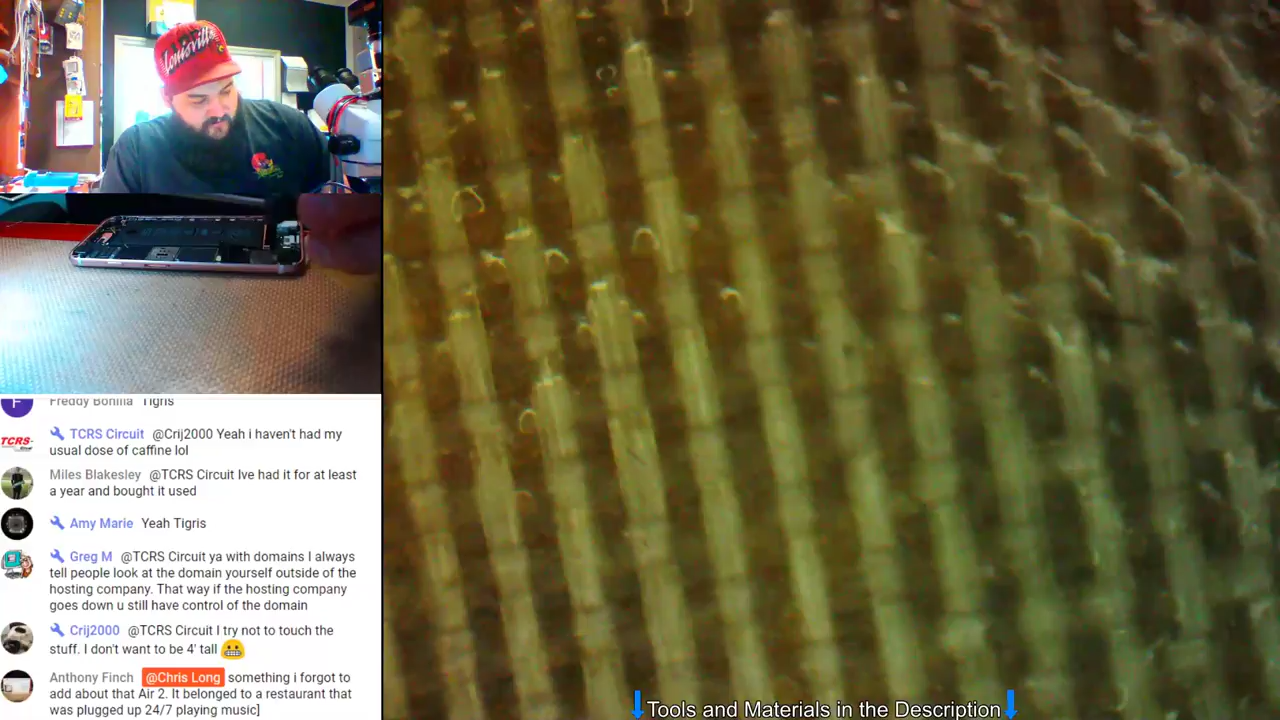 Louisville
F Freddy Bonilla Tigris
TCRS Circuit @Crij2000 Yeah i haven't had my
usual dose of caffine lol
Miles Blakesley @TCRS Circuit Ive had it for at least
a year and bought it used
Amy Marie Yeah Tigris
Greg M @TCRS Circuit ya with domains I always
tell people look at the domain yourself outside of the
hosting company. That way if the hosting company
goes down u still have control of the domain
Crij2000 @TCRS Circuit I try not to touch the
stuff. I don't want to be 4' tall 😬
Anthony Finch @Chris Long something i forgot to
add about that Air 2. It belonged to a restaurant that
was plugged up 24/7 playing music]
Tools and Materials in the Description